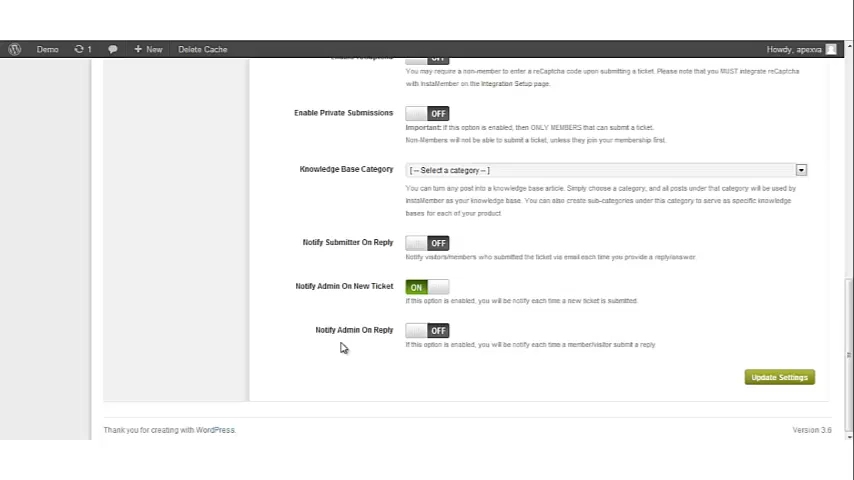 Demo 1 New Delete Cache Howdy, apexva
OFF
You may require a non-member to enter a reCaptcha code upon submitting a ticket. Please note that you MUST integrate reCaptcha
with InstaMember on the Integration Setup page.
Enable Private Submissions OFF
Important: If this option is enabled, then ONLY MEMBERS that can submit a ticket.
Non-Members will not be able to submit a ticket, unless they join your membership first.
Knowledge Base Category [ -- Select a category -- ]
You can turn any post into a knowledge base article. Simply choose a category, and all posts under that category will be used by
InstaMember as your knowledge base. You can also create sub-categories under this category to serve as specific knowledge
bases for each of your product
Notify Submitter On Reply OFF
Notify visitors/members who submitted the ticket via email each time you provide a reply/answer.
Notify Admin On New Ticket ON
If this option is enabled, you will be notify each time a new ticket is submitted.
Notify Admin On Reply OFF
If this option is enabled, you will be notify each time a member/visitor submit a reply
Update Settings
Thank you for creating with WordPress. Version 3.6